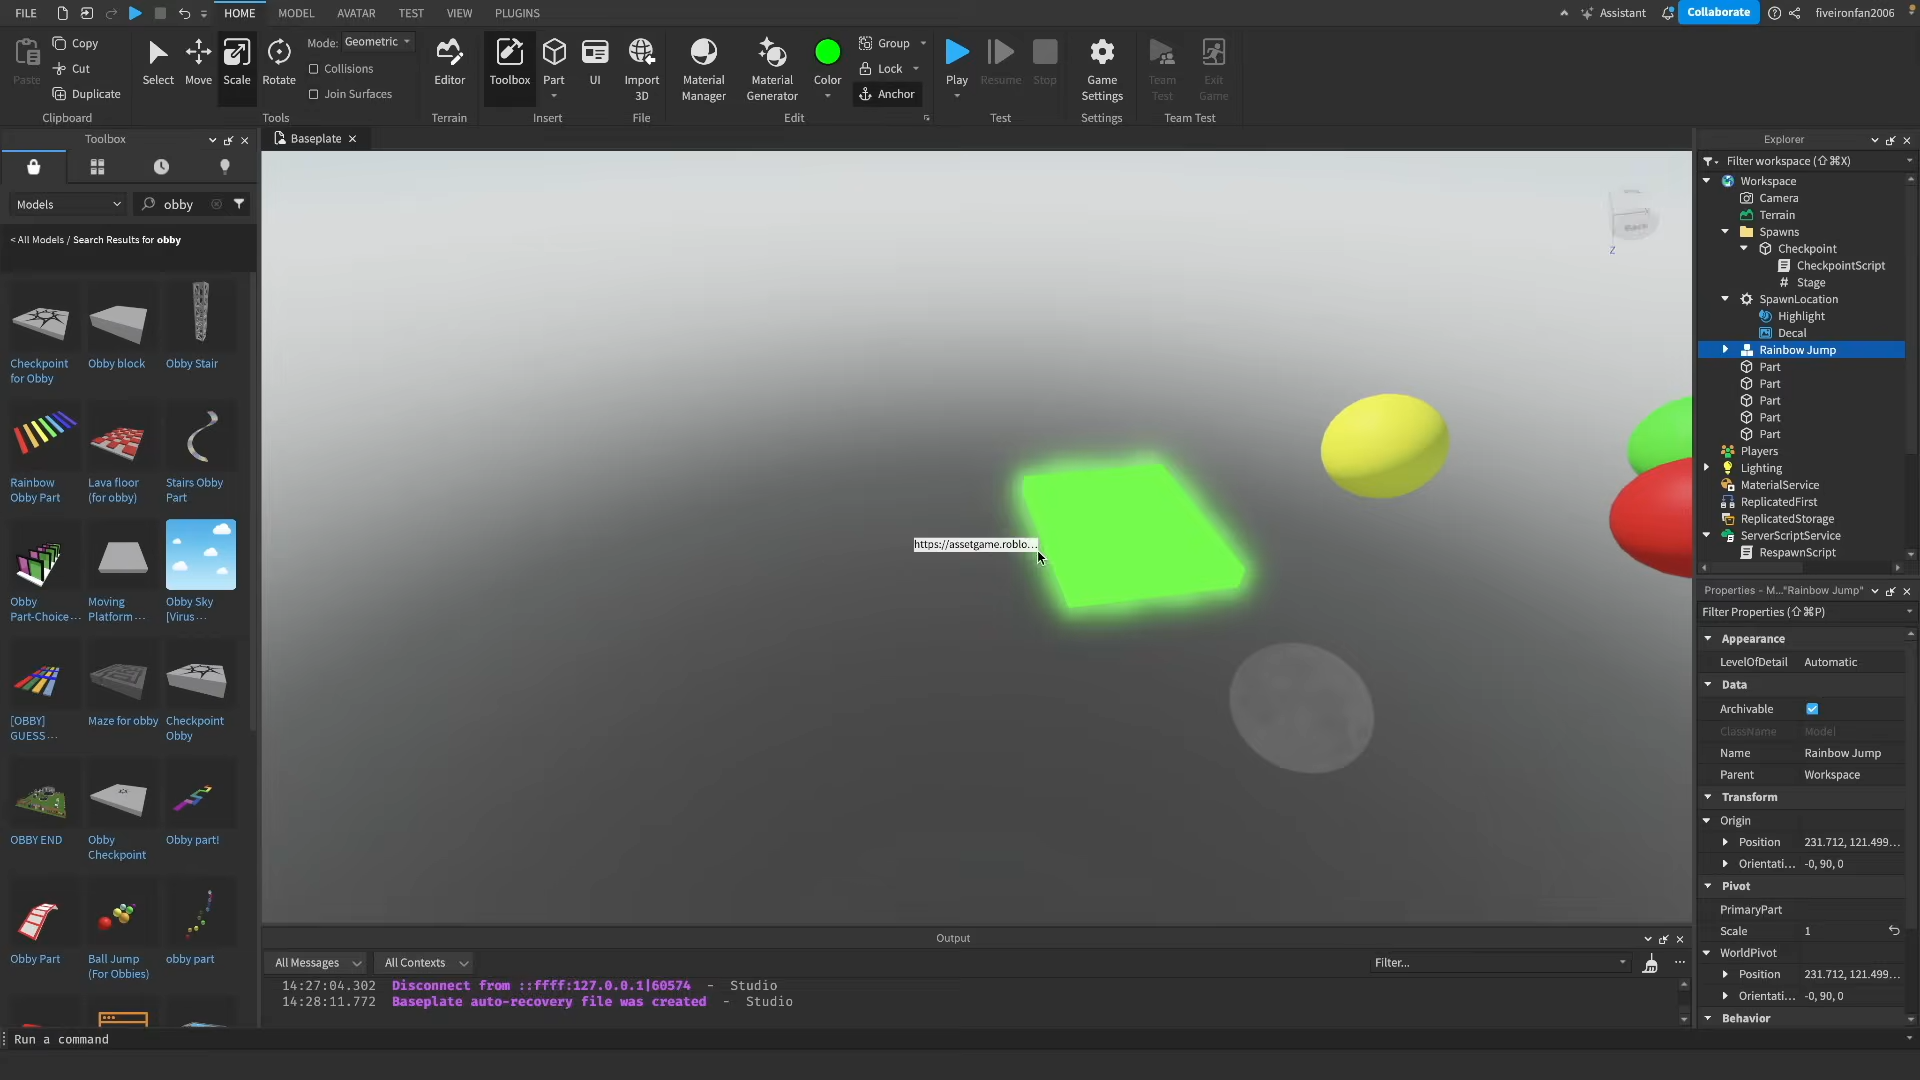 FILE HOME MODEL AVATAR TEST VIEW PLUGINS Assistant Collaborate fiveironfan2006
Paste Copy Cut Duplicate
Clipboard
Select Move Scale Rotate
Mode: Geometric
Collisions
Join Surfaces
Tools
Editor
Terrain
Toolbox Part UI
Insert
Import 3D
File
Material Manager
Material Generator
Color
Group
Lock
Anchor
Edit
Play Resume Stop
Test
Game Settings
Settings
Team Test
Exit Game
Team Test
Toolbox
Models obby
< All Models / Search Results for obby
Checkpoint for Obby
Obby block
Obby Stair
Rainbow Obby Part
Lava floor (for obby)
Stairs Obby Part
Obby Part-Choice...
Moving Platform...
Obby Sky [Virus...
[OBBY] GUESS...
Maze for obby
Checkpoint Obby
OBBY END
Obby Checkpoint
Obby part!
Obby Part
Ball Jump (For Obbies)
obby part
Baseplate
https://assetgame.roblo...
Z
Output
All Messages All Contexts Filter...
14:27:04.302 Disconnect from ::ffff:127.0.0.1|60574 - Studio
14:28:11.772 Baseplate auto-recovery file was created - Studio
Run a command
Explorer
Filter workspace (⇧⌘X)
Workspace
Camera
Terrain
Spawns
Checkpoint
CheckpointScript
Stage
SpawnLocation
Highlight
Decal
Rainbow Jump
Part
Part
Part
Part
Part
Players
Lighting
MaterialService
ReplicatedFirst
ReplicatedStorage
ServerScriptService
RespawnScript
Properties - M..."Rainbow Jump"
Filter Properties (⇧⌘P)
Appearance
LevelOfDetail Automatic
Data
Archivable
ClassName Model
Name Rainbow Jump
Parent Workspace
Transform
Origin
Position 231.712, 121.499...
Orientati... -0, 90, 0
Pivot
PrimaryPart
Scale 1
WorldPivot
Position 231.712, 121.499...
Orientati... -0, 90, 0
Behavior